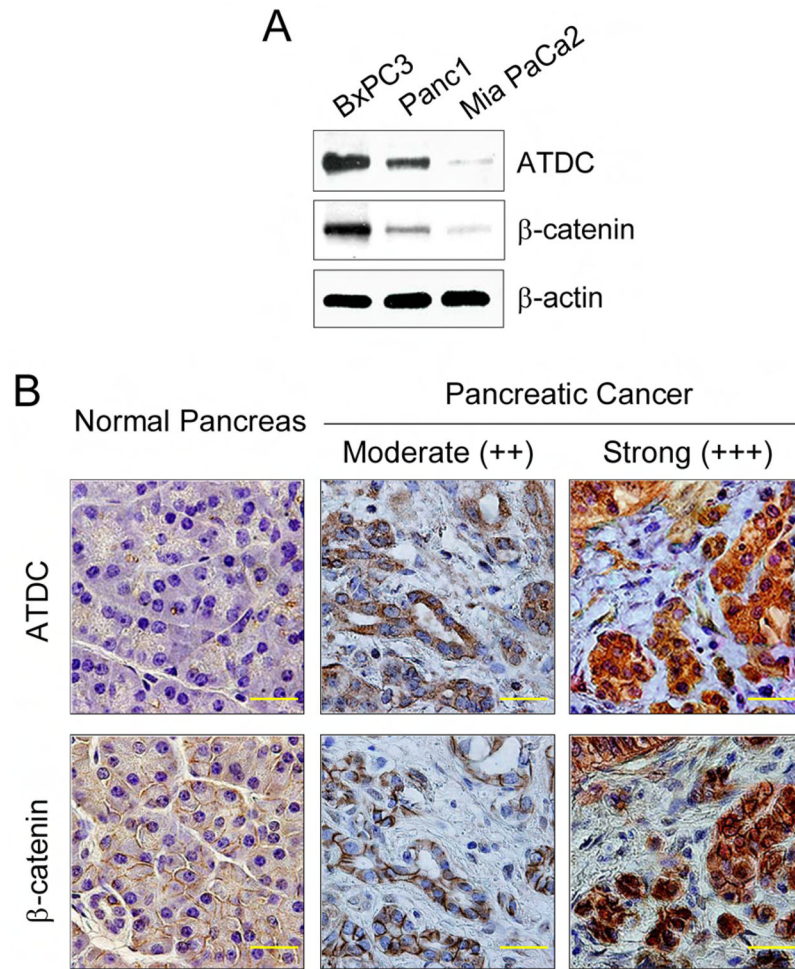 A
BxPC3
Panc1
Mia PaCa2
ATDC
β-catenin
β-actin
B
Normal Pancreas
Pancreatic Cancer
Moderate (++)
Strong (+++)
ATDC
β-catenin